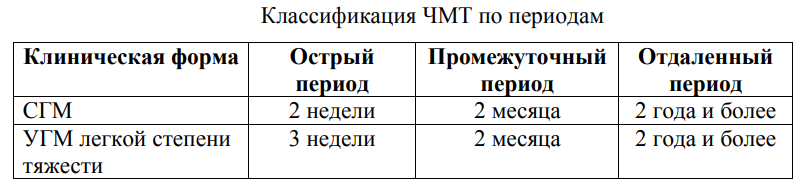 Классификация ЧМТ по периодам
Клиническая форма Острый период Промежуточный период Отдаленный период
СГМ 2 недели 2 месяца 2 года и более
УГМ легкой степени тяжести 3 недели 2 месяца 2 года и более